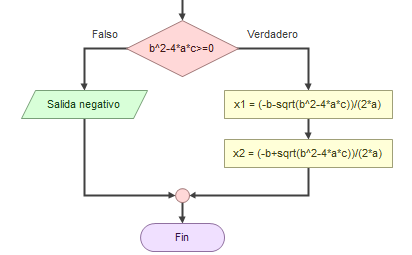 Falso
Verdadero
b^2-4*a*c>=0
Salida negativo
x1 = (-b-sqrt(b^2-4*a*c))/(2*a)
x2 = (-b+sqrt(b^2-4*a*c))/(2*a)
Fin